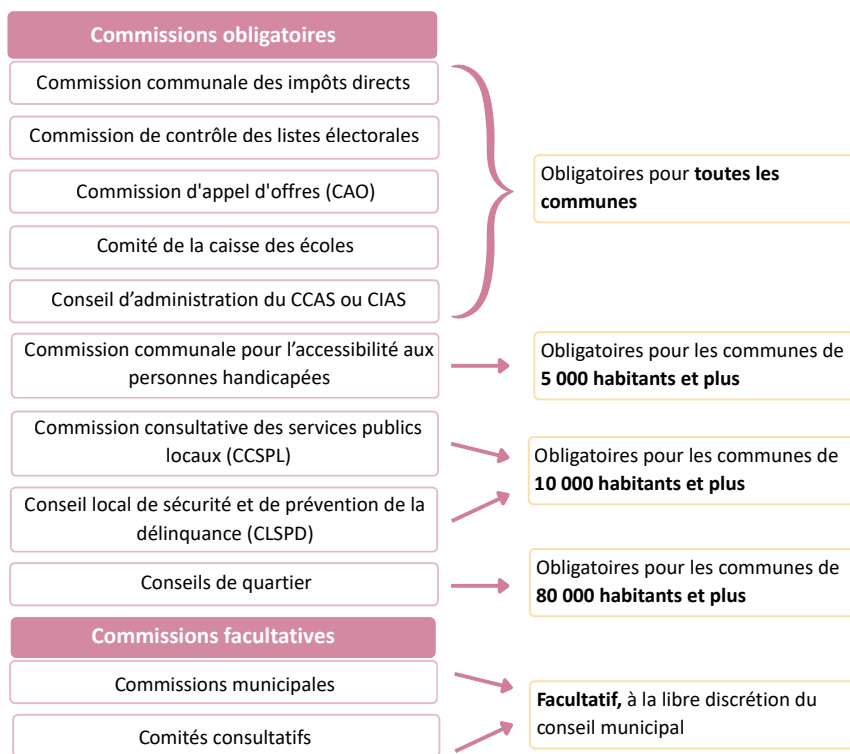 Commissions obligatoires
Commission communale des impôts directs
Commission de contrôle des listes électorales
Commission d'appel d'offres (CAO)
Comité de la caisse des écoles
Conseil d’administration du CCAS ou CIAS
Obligatoires pour toutes les
communes
Commission communale pour l’accessibilité aux
personnes handicapées
Obligatoires pour les communes de
5 000 habitants et plus
Commission consultative des services publics
locaux (CCSPL)
Conseil local de sécurité et de prévention de la
délinquance (CLSPD)
Obligatoires pour les communes de
10 000 habitants et plus
Conseils de quartier
Obligatoires pour les communes de
80 000 habitants et plus
Commissions facultatives
Commissions municipales
Comités consultatifs
Facultatif, à la libre discrétion du
conseil municipal